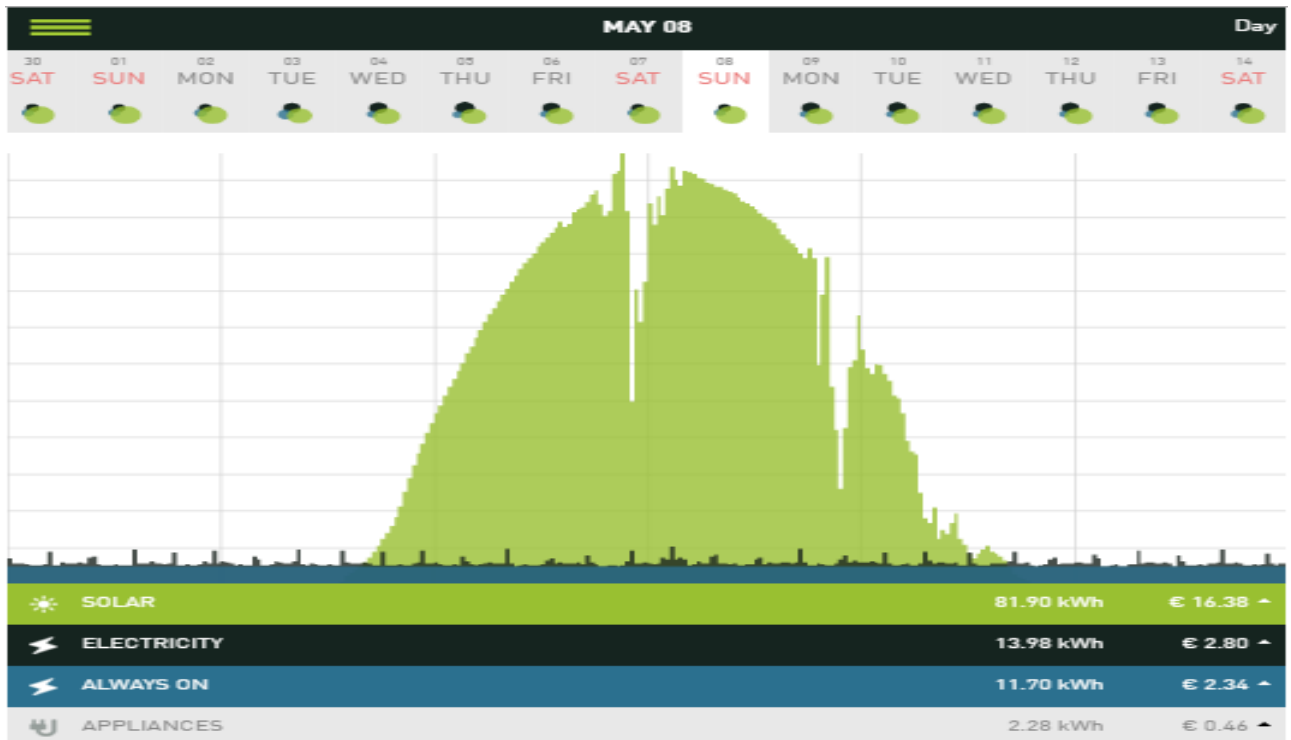 MAY 08 Day
30 01 02 03 04 05 06 07 08 09 10 11 12 13 14
SAT SUN MON TUE WED THU FRI SAT SUN MON TUE WED THU FRI SAT
SOLAR 81.90 kWh € 16.38
ELECTRICITY 13.98 kWh € 2.80
ALWAYS ON 11.70 kWh € 2.34
APPLIANCES 2.28 kWh € 0.46